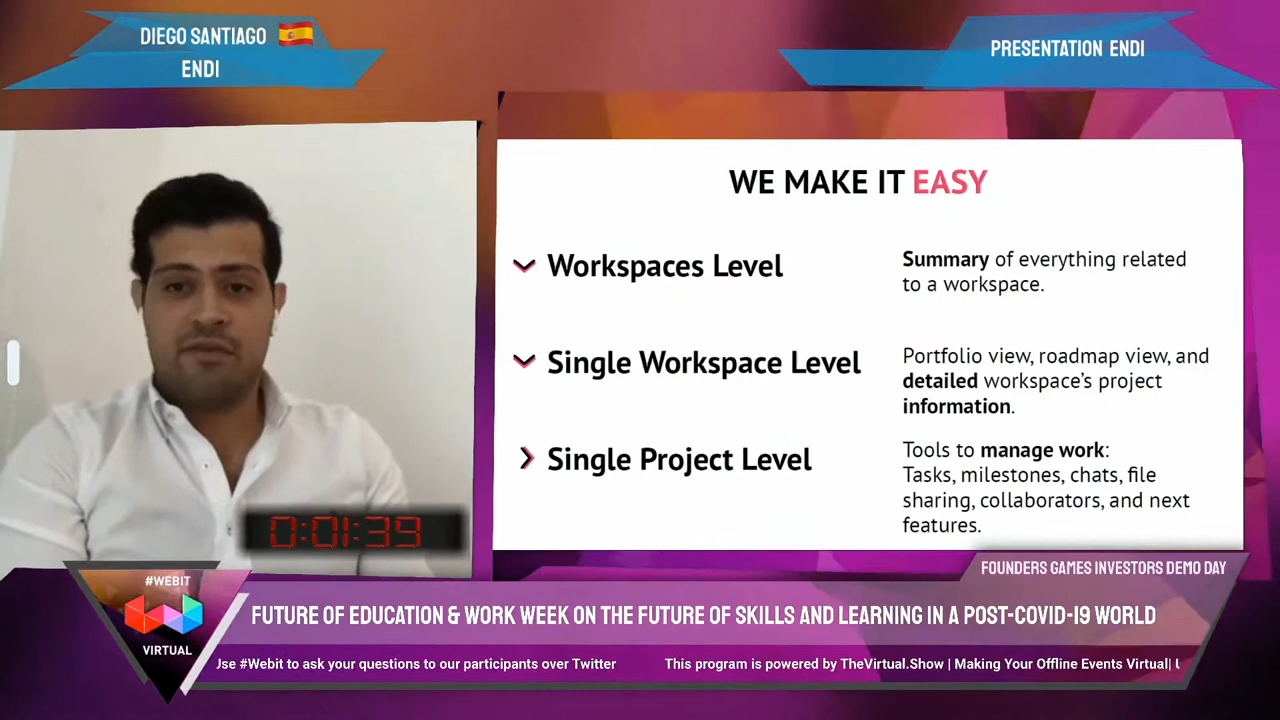 DIEGO SANTIAGO
ENDI
PRESENTATION ENDI
WE MAKE IT EASY
Workspaces Level
Summary of everything related
to a workspace.
Single Workspace Level
Portfolio view, roadmap view, and
detailed workspace's project
information.
Single Project Level
Tools to manage work:
Tasks, milestones, chats, file
sharing, collaborators, and next
features.
0:01:39
FOUNDERS GAMES INVESTORS DEMO DAY
#WEBIT
VIRTUAL
FUTURE OF EDUCATION & WORK WEEK ON THE FUTURE OF SKILLS AND LEARNING IN A POST-COVID-19 WORLD
Use #Webit to ask your questions to our participants over Twitter This program is powered by TheVirtual.Show | Making Your Offline Events Virtual|